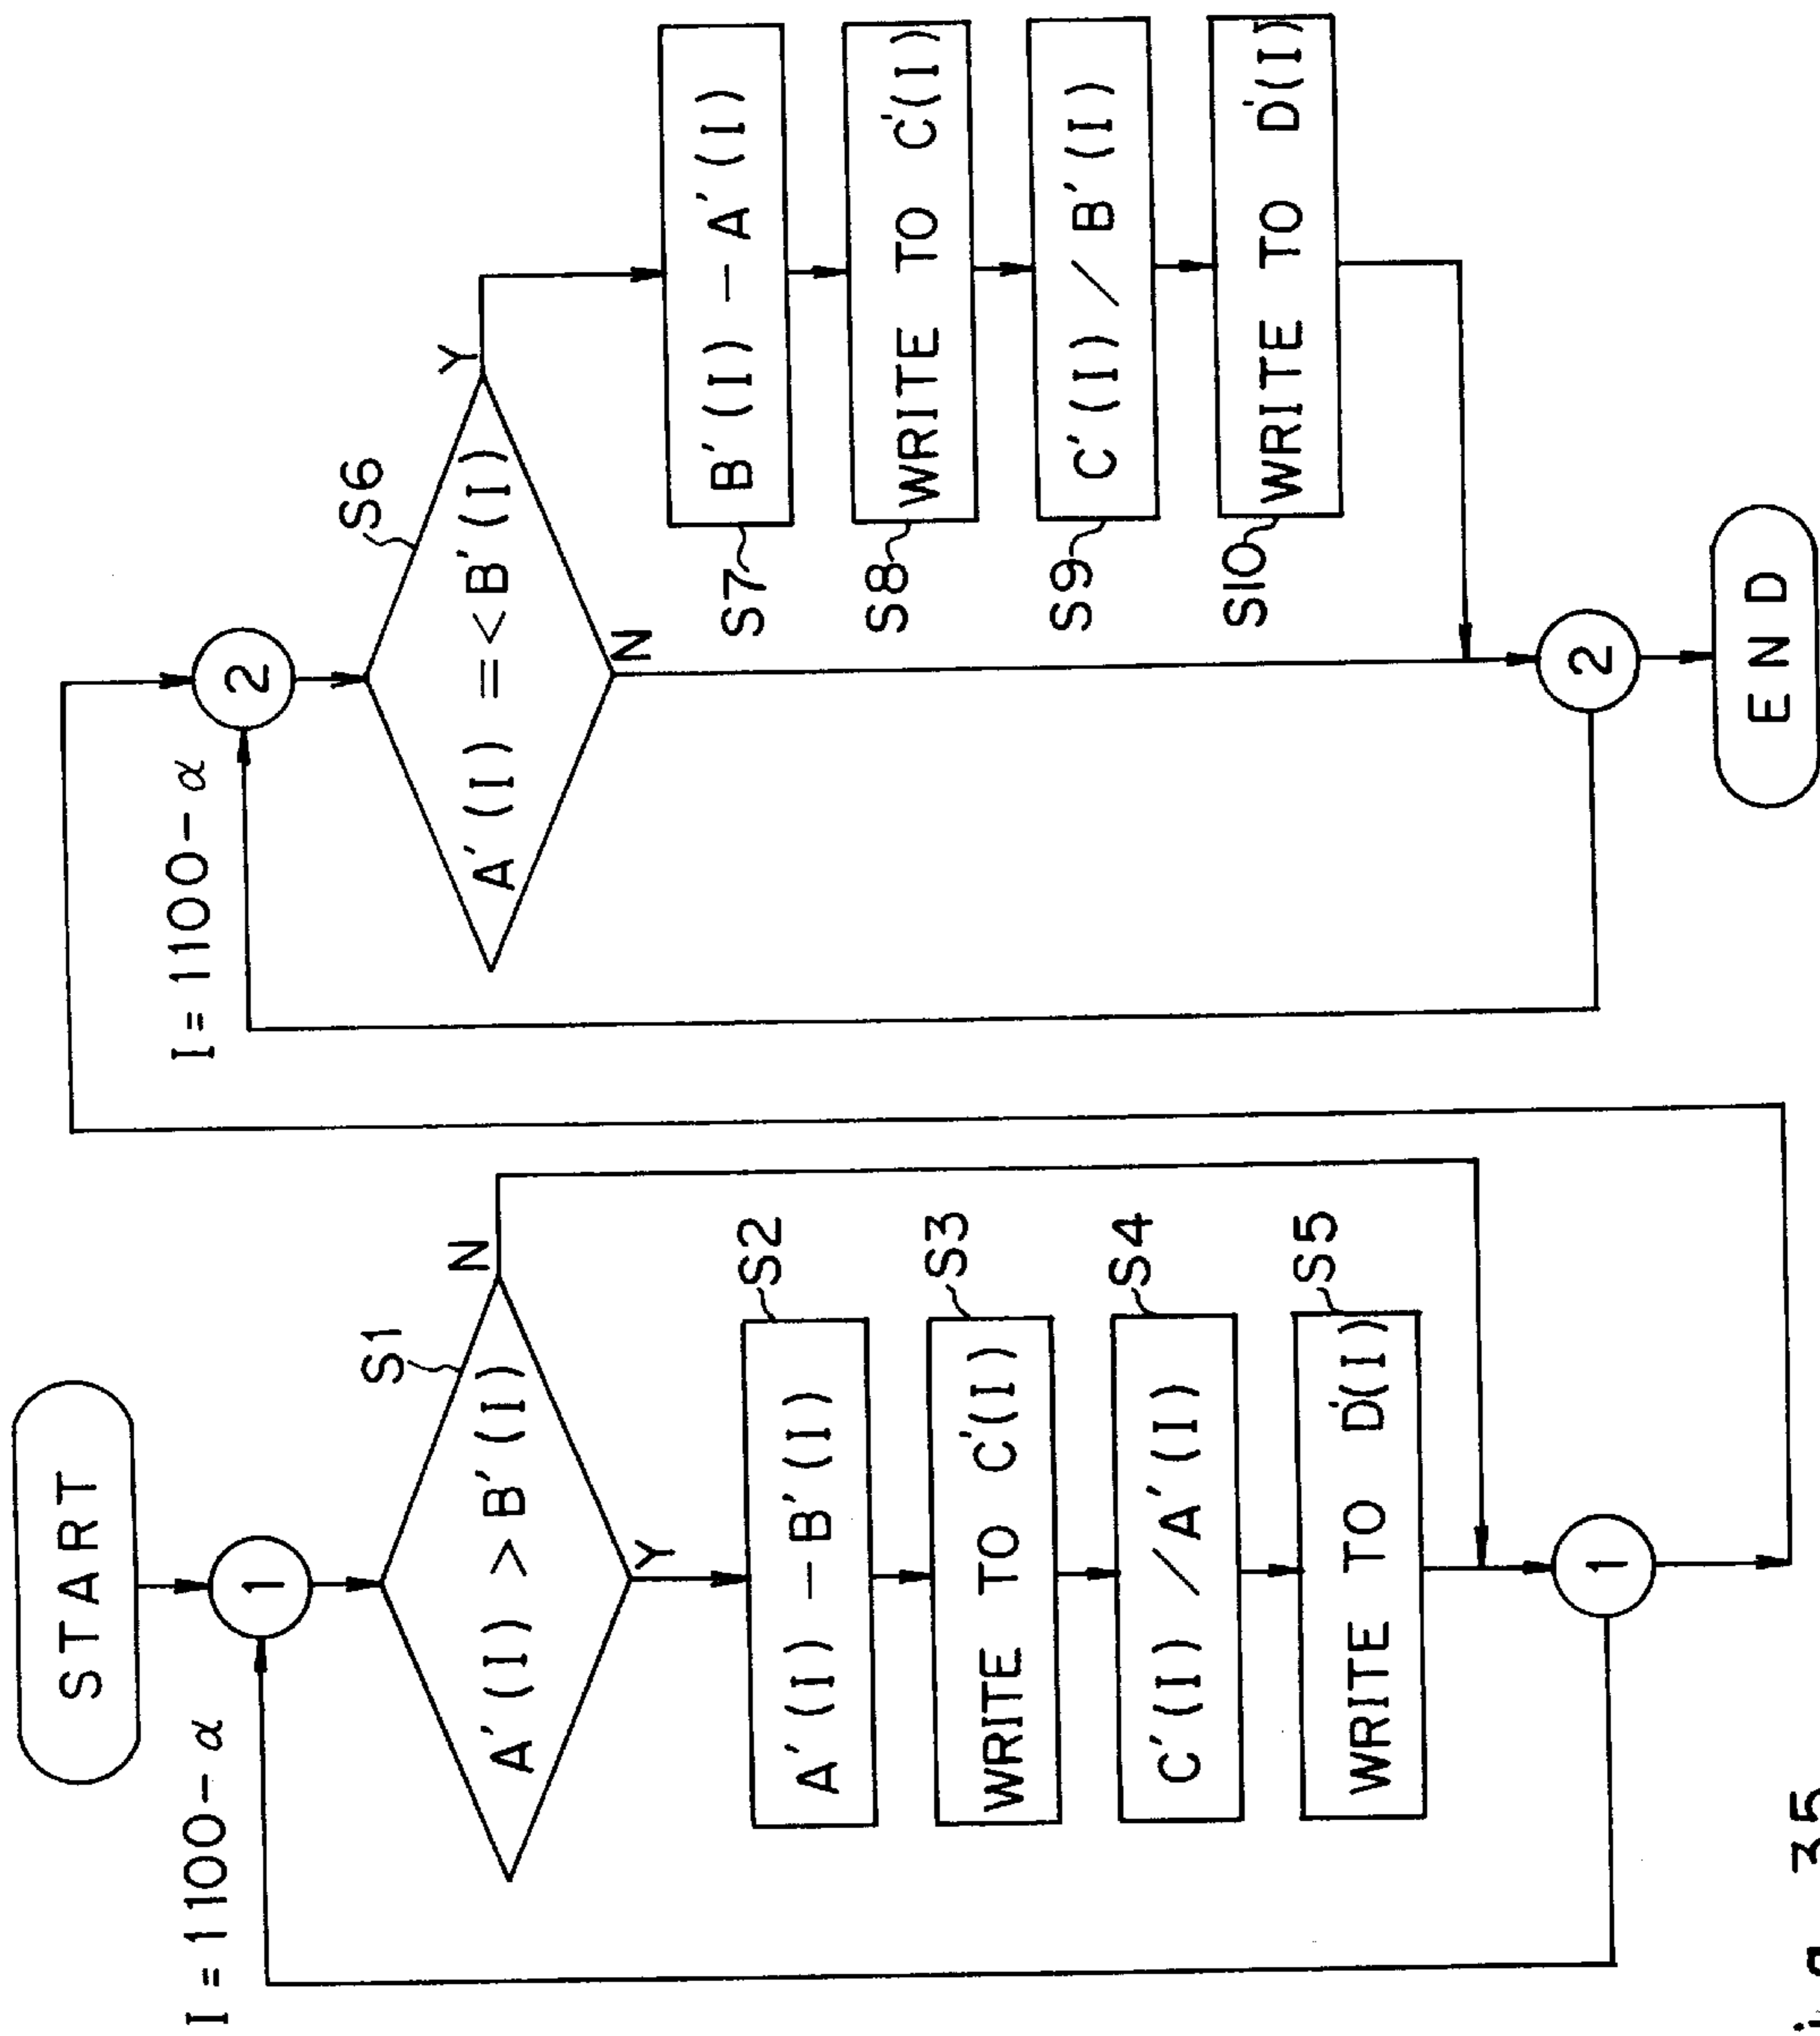 START
I = 1100-α
1
A'(I) > B'(I)
S1
N
Y
A'(I) - B'(I)
S2
WRITE TO C'(I)
S3
C'(I) / A'(I)
S4
WRITE TO D'(I)
S5
1
I = 1100-α
2
A'(I) =< B'(I)
S6
Y
N
B'(I) - A'(I)
S7
WRITE TO C'(I)
S8
C'(I) / B'(I)
S9
WRITE TO D'(I)
S10
2
END
35